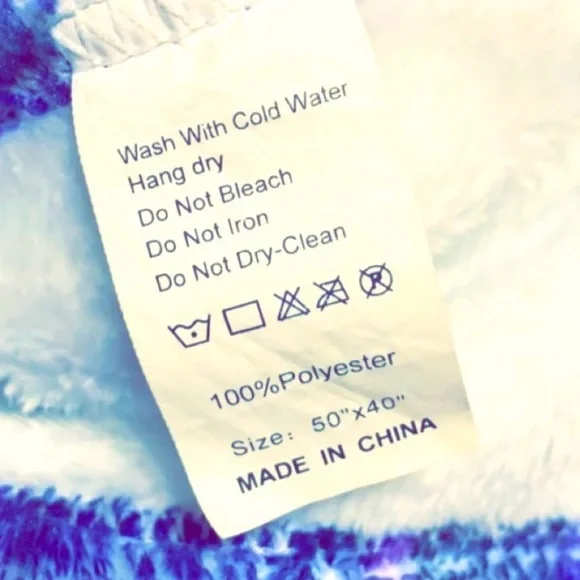 Wash With Cold Water
Hang dry
Do Not Bleach
Do Not Iron
Do Not Dry-Clean
100%Polyester
Size: 50"x40"
MADE IN CHINA